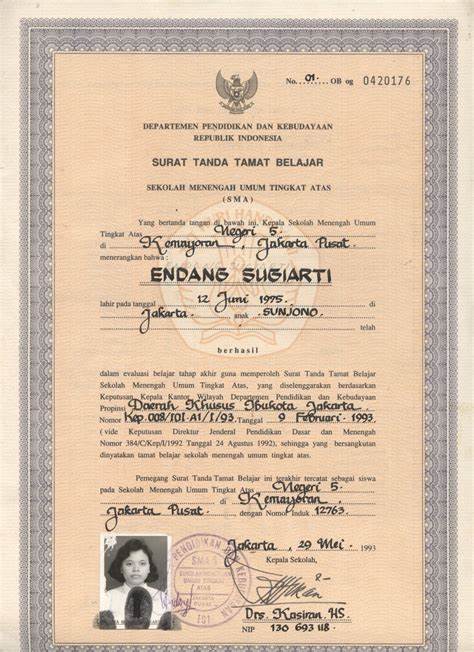 No. 01. OB og 0420176
DEPARTEMEN PENDIDIKAN DAN KEBUDAYAAN
REPUBLIK INDONESIA
SURAT TANDA TAMAT BELAJAR
SEKOLAH MENENGAH UMUM TINGKAT ATAS
(SMA)
Yang bertanda tangan di bawah ini, Kepala Sekolah Menengah Umum
Tingkat Atas Negeri 5
di Kemayoran, Jakarta Pusat
menerangkan bahwa :
ENDANG SUGIARTI
lahir pada tanggal 12 Juni 1975 di
Jakarta anak SUNJONO
telah
berhasil
dalam evaluasi belajar tahap akhir guna memperoleh Surat Tanda Tamat Belajar
Sekolah Menengah Umum Tingkat Atas, yang diselenggarakan berdasarkan
Keputusan Kepala Kantor Wilayah Departemen Pendidikan dan Kebudayaan
Propinsi Daerah Khusus Ibukota Jakarta
Nomor Kep.008/I01.A1/I/93 Tanggal 9 Februari 1993
( vide Keputusan Direktur Jenderal Pendidikan Dasar dan Menengah
Nomor 384/C/Kep/I/1992 Tanggal 24 Agustus 1992), sehingga yang bersangkutan
dinyatakan tamat belajar sekolah menengah umum tingkat atas.
Pemegang Surat Tanda Tamat Belajar ini terakhir tercatat sebagai siswa
pada Sekolah Menengah Umum Tingkat Atas Negeri 5
di Kemayoran
Jakarta Pusat, dengan Nomor Induk 12763
Jakarta, 29 Mei 1993
Kepala Sekolah,
PENDIDIKAN DAN
SMA 5
ATAS
Drs. Kasiran. HS.
NIP 130 693 118